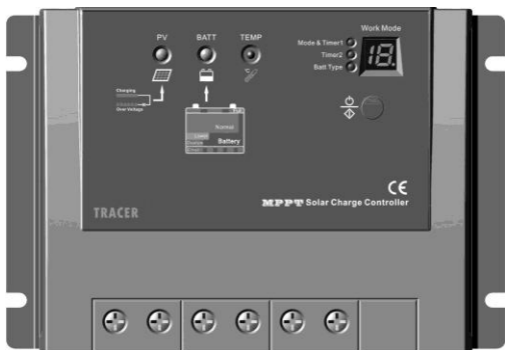 PV BATT TEMP
Work Mode
Mode & Timer1
Timer2
Batt Type
18.
Charging
Over Voltage
Normal
Battery
CE
TRACER
MPPT Solar Charge Controller